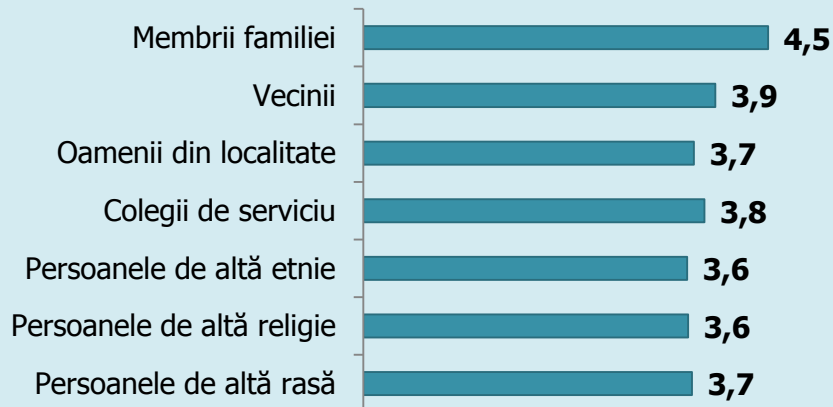 Membrii familiei 4,5
Vecinii 3,9
Oamenii din localitate 3,7
Colegii de serviciu 3,8
Persoanele de altă etnie 3,6
Persoanele de altă religie 3,6
Persoanele de altă rasă 3,7